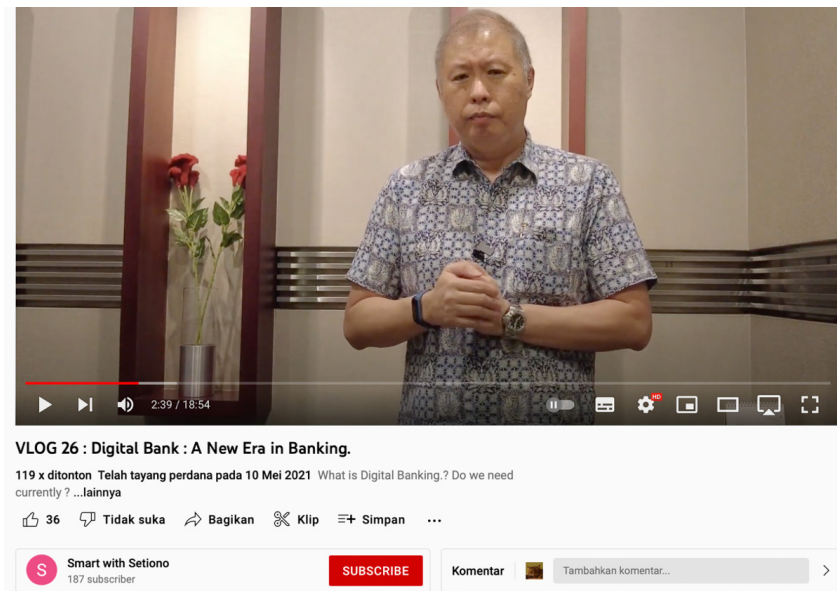 2:39 / 18:54
HD
VLOG 26 : Digital Bank : A New Era in Banking.
119 x ditonton Telah tayang perdana pada 10 Mei 2021 What is Digital Banking.? Do we need
currently ? ...lainnya
36 Tidak suka Bagikan Klip Simpan ...
S
Smart with Setiono
187 subscriber
SUBSCRIBE
Komentar
Tambahkan komentar...